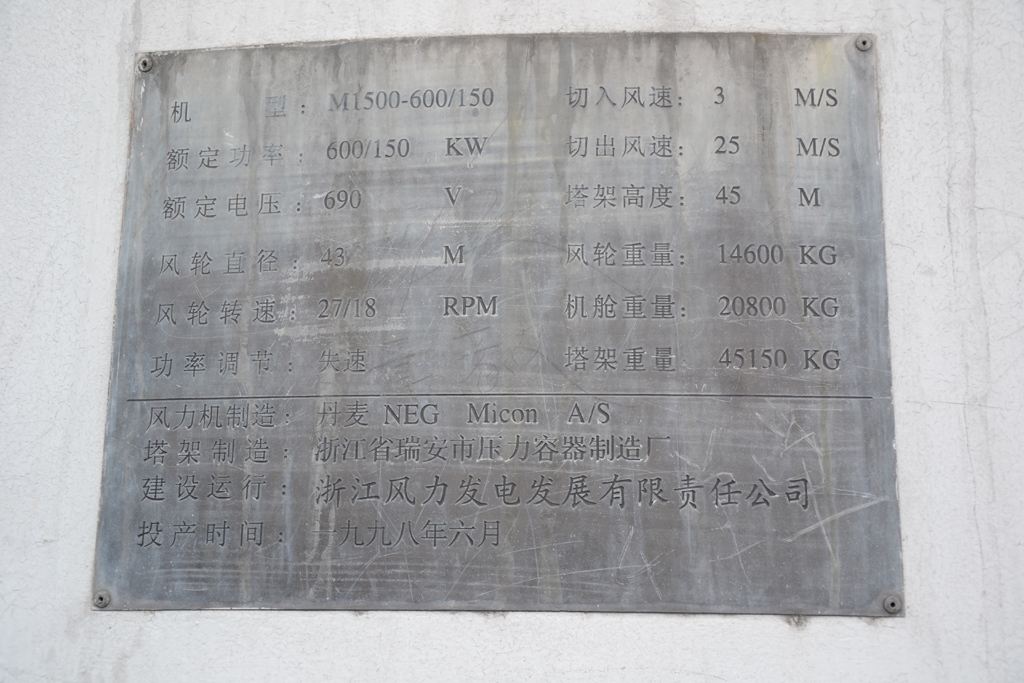 机 型: M1500-600/150 切入风速: 3 M/S
额定功率: 600/150 KW 切出风速: 25 M/S
额定电压: 690 V 塔架高度: 45 M
风轮直径: 43 M 风轮重量: 14600 KG
风轮转速: 27/18 RPM 机舱重量: 20800 KG
功率调节: 失速 塔架重量 45150 KG
风力机制造: 丹麦 NEG Micon A/S
塔架制造: 浙江省瑞安市压力容器制造厂
建设运行: 浙江风力发电发展有限责任公司
投产时间: 一九九八年六月